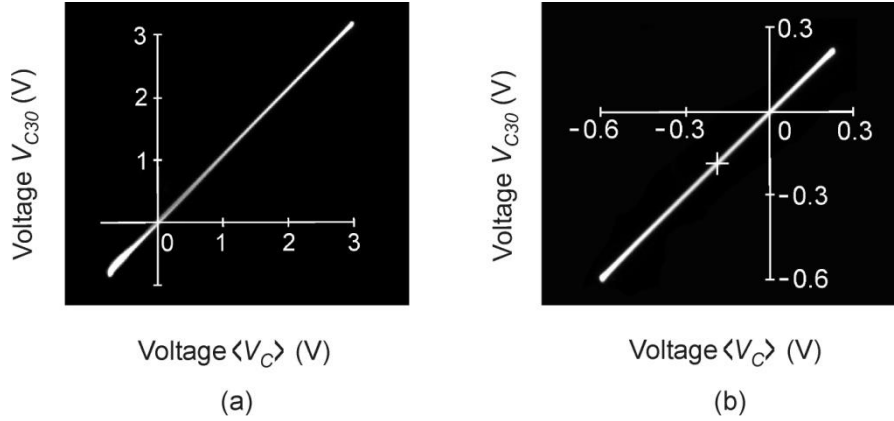 Voltage V_C30 (V)
3
2
1
0 1 2 3
Voltage ⟨V_C⟩ (V)
(a)
Voltage V_C30 (V)
0.3
-0.6 -0.3 0 0.3
-0.3
-0.6
Voltage ⟨V_C⟩ (V)
(b)